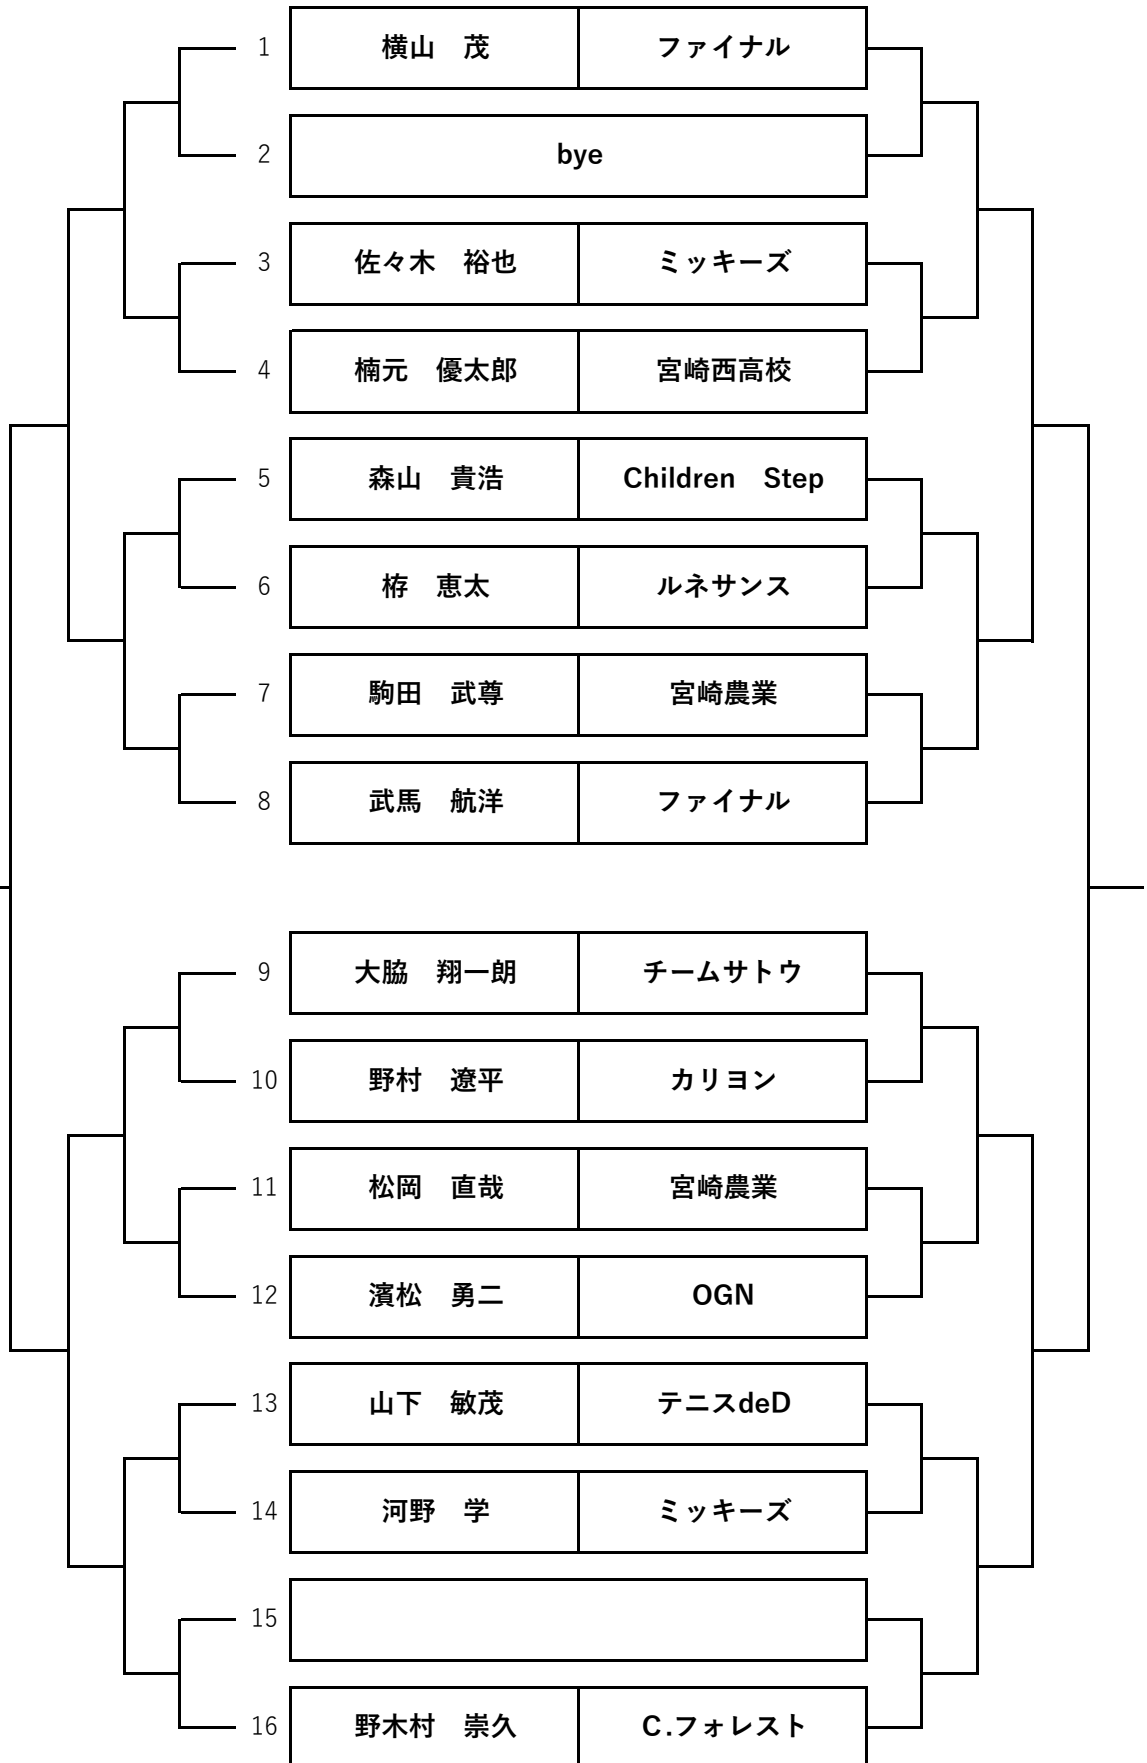 1 横山　茂 ファイナル
2 bye
3 佐々木　裕也 ミッキーズ
4 楠元　優太郎 宮崎西高校
5 森山　貴浩 Children　Step
6 栫　恵太 ルネサンス
7 駒田　武尊 宮崎農業
8 武馬　航洋 ファイナル
9 大脇　翔一朗 チームサトウ
10 野村　遼平 カリヨン
11 松岡　直哉 宮崎農業
12 濱松　勇二 OGN
13 山下　敏茂 テニスdeD
14 河野　学 ミッキーズ
15
16 野木村　崇久 C.フォレスト